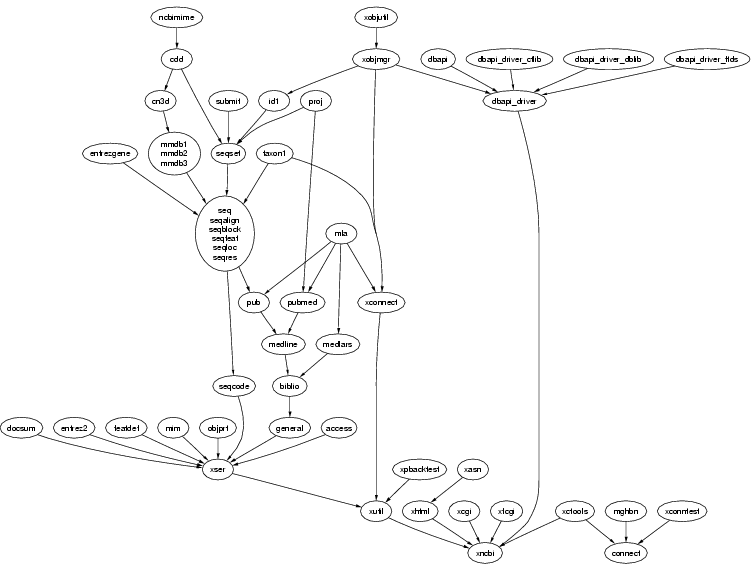 ncbimime
xobjutil
cdd
xobjmgr
dbapi
dbapi_driver_ctlib
dbapi_driver_dblib
dbapi_driver_ftds
cn3d
submit
id1
proj
dbapi_driver
entrezgene
mmdb1
mmdb2
mmdb3
seqset
taxon1
seq
seqalign
seqblock
seqfeat
seqloc
seqres
mla
pub
pubmed
xconnect
medline
medlars
seqcode
biblio
docsum
entrez2
featdef
mim
objprt
general
access
xser
xpbacktest
xasn
xutil
xhtml
xcgi
xfcgi
xctools
mghbn
xconntest
xncbi
connect